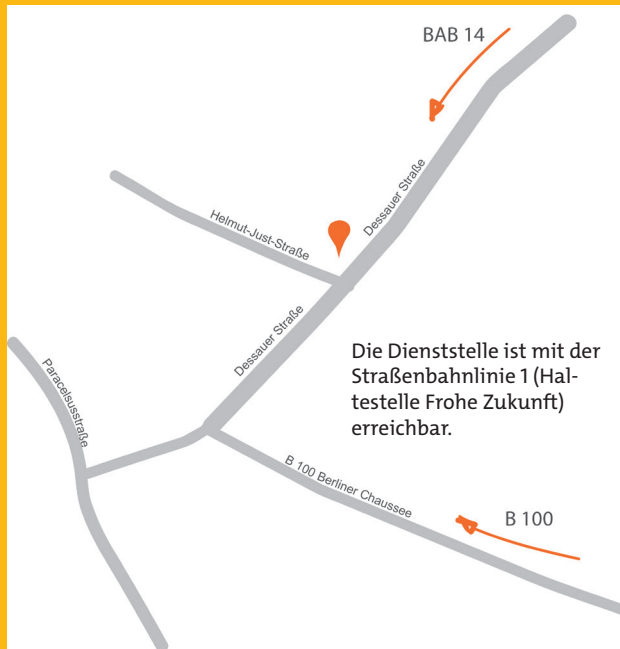 BAB 14
Dessauer Straße
Helmut-Just-Straße
Dessauer Straße
Die Dienststelle ist mit der
Straßenbahnlinie 1 (Hal-
testelle Frohe Zukunft)
erreichbar.
Paracelsusstraße
B 100 Berliner Chaussee
B 100